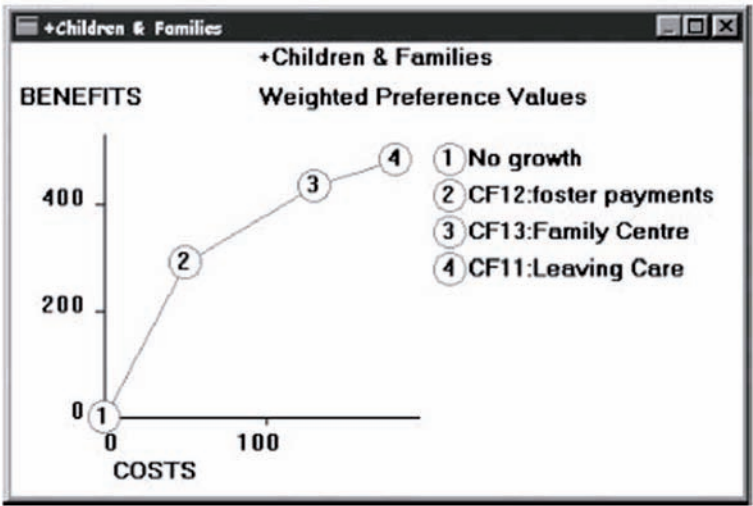 +Children & Families
+Children & Families
BENEFITS
Weighted Preference Values
1 No growth
2 CF12:foster payments
3 CF13:Family Centre
4 CF11:Leaving Care
400
200
0
1
2
3
4
0
100
COSTS